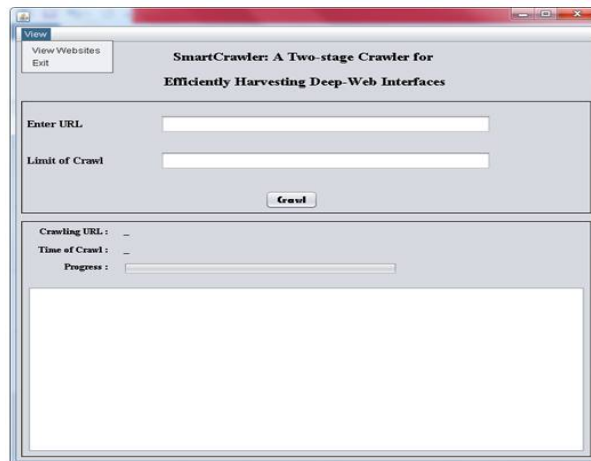 View
View Websites
Exit
SmartCrawler: A Two-stage Crawler for
Efficiently Harvesting Deep-Web Interfaces
Enter URL
Limit of Crawl
Crawl
Crawling URL : _
Time of Crawl : _
Progress :